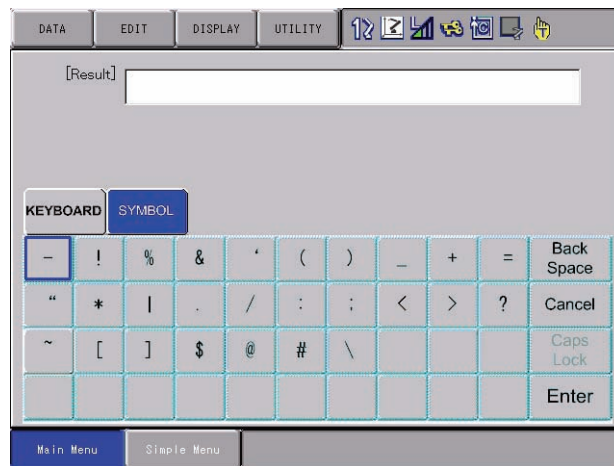 DATA EDIT DISPLAY UTILITY
[Result]
KEYBOARD SYMBOL
- ! % & ‘ ( ) _ + = Back Space
“ * | . / : ; < > ? Cancel
~ [ ] $ @ # \ Caps Lock
Enter
Main Menu Simple Menu